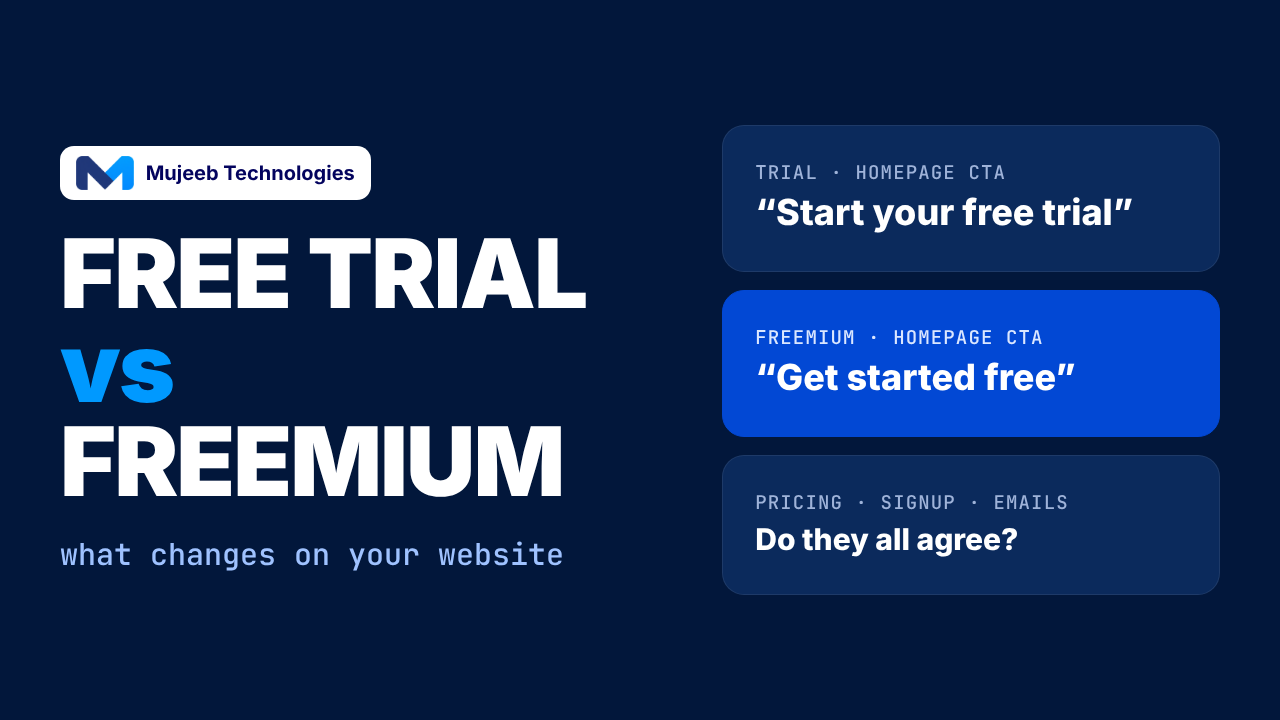 Mujeeb Technologies
FREE TRIAL
vs
FREEMIUM
what changes on your website
TRIAL · HOMEPAGE CTA
“Start your free trial”
FREEMIUM · HOMEPAGE CTA
“Get started free”
PRICING · SIGNUP · EMAILS
Do they all agree?